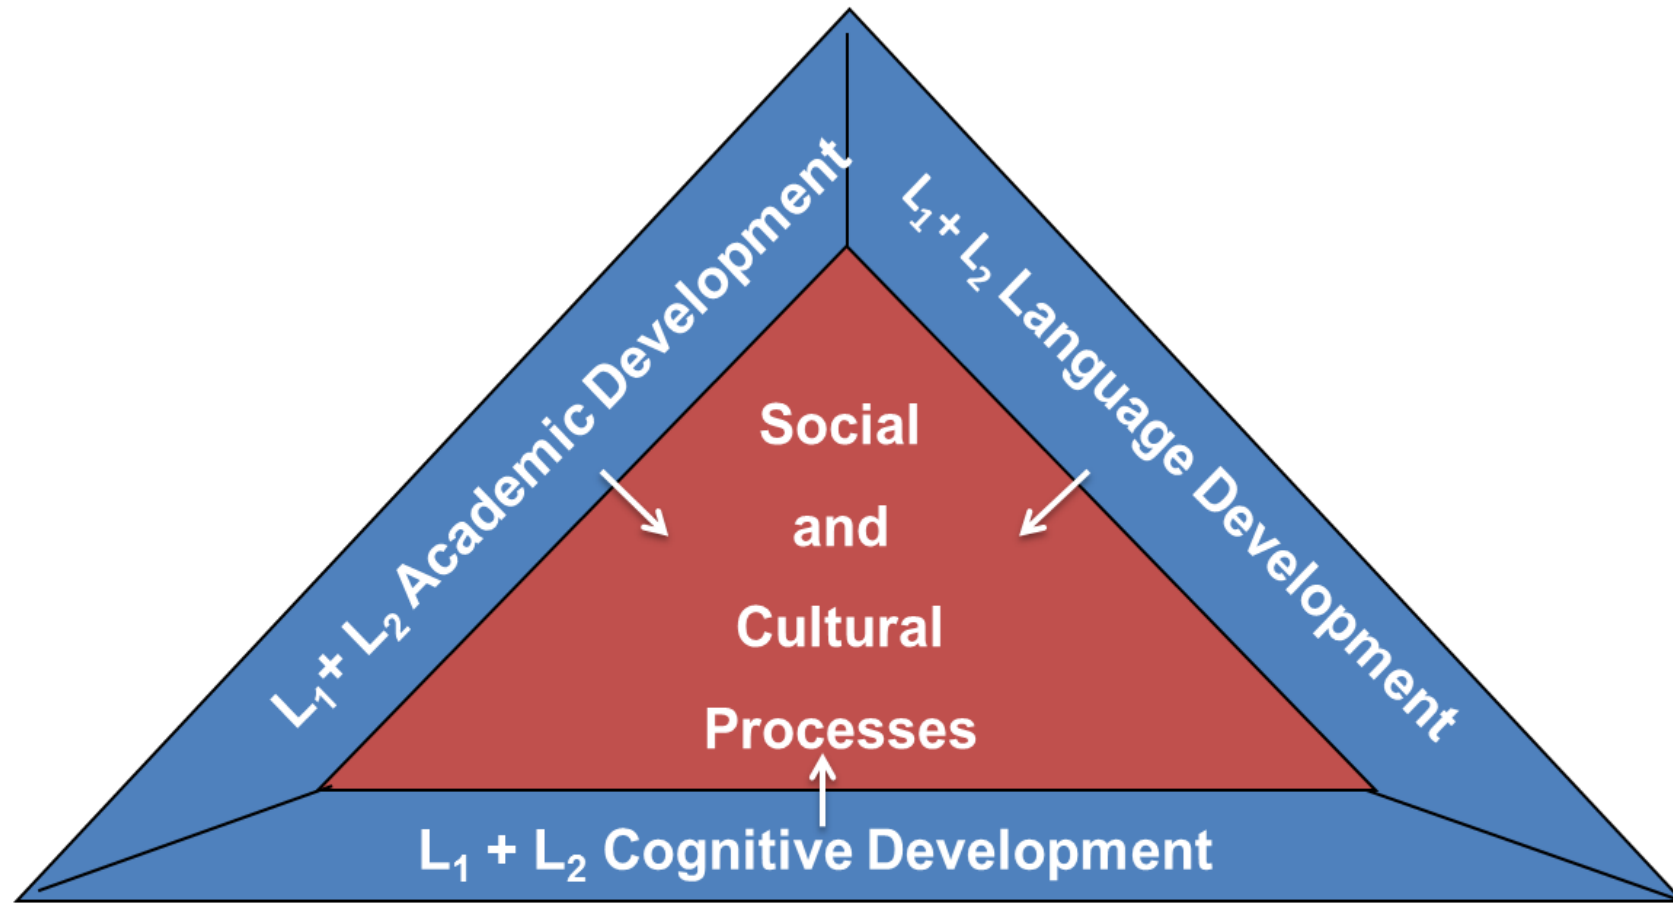 L₁+ L₂ Academic Development
L₁+ L₂ Language Development
Social
and
Cultural
Processes
L₁ + L₂ Cognitive Development